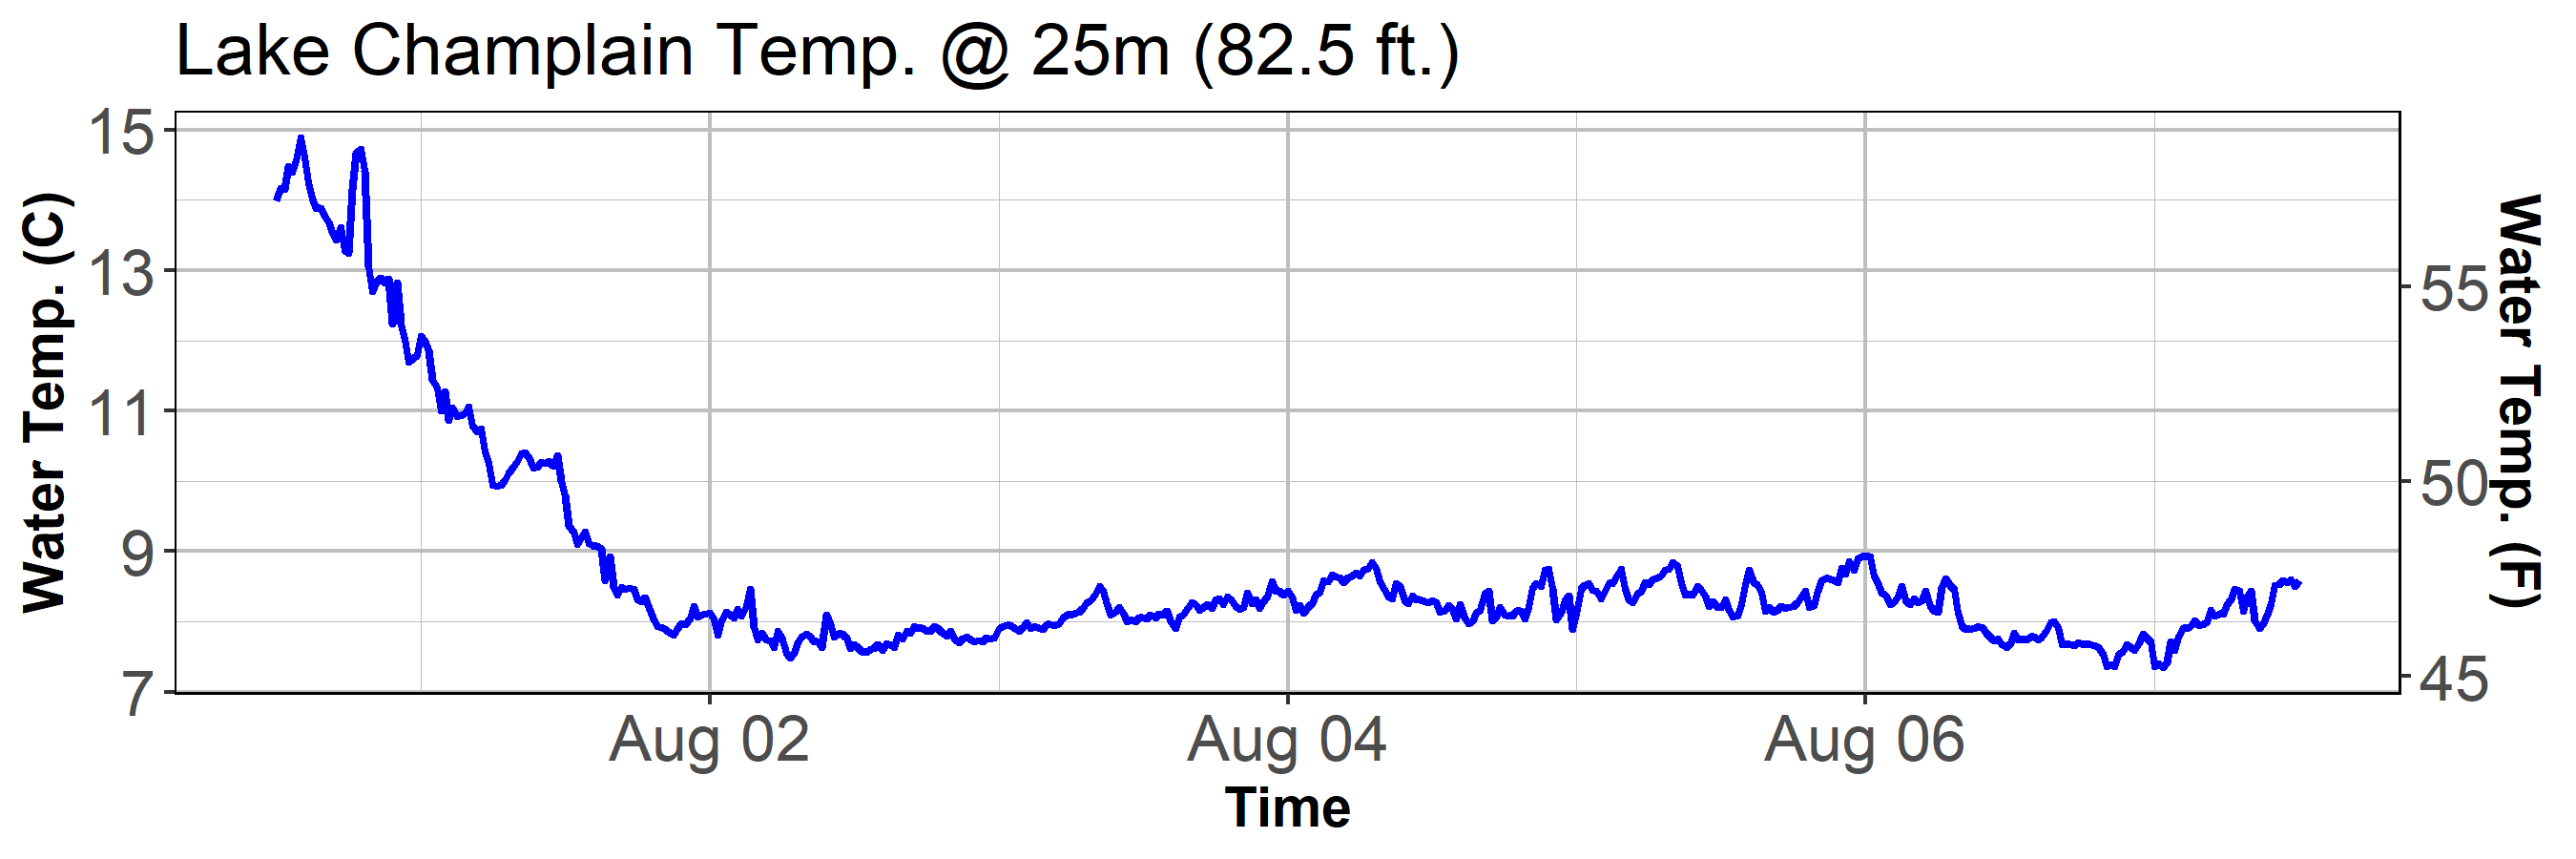 Lake Champlain Temp. @ 25m (82.5 ft.)
Water Temp. (C)
15
13
11
9
7
55
50
45
Water Temp. (F)
Aug 02 Aug 04 Aug 06
Time